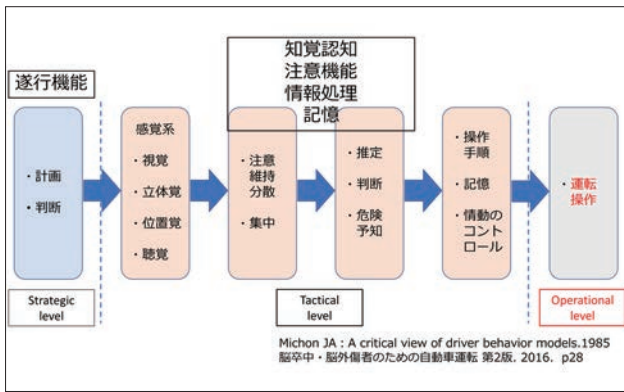 知覚認知
注意機能
情報処理
記憶
遂行機能
・計画
・判断
感覚系
・視覚
・立体覚
・位置覚
・聴覚
・注意
維持
分散
・集中
・推定
・判断
・危険
予知
・操作
手順
・記憶
・情動の
コント
ロール
・運転
操作
Strategic
level
Tactical
level
Operational
level
Michon JA : A critical view of driver behavior models.1985
脳卒中・脳外傷者のための自動車運転 第2版. 2016. p28